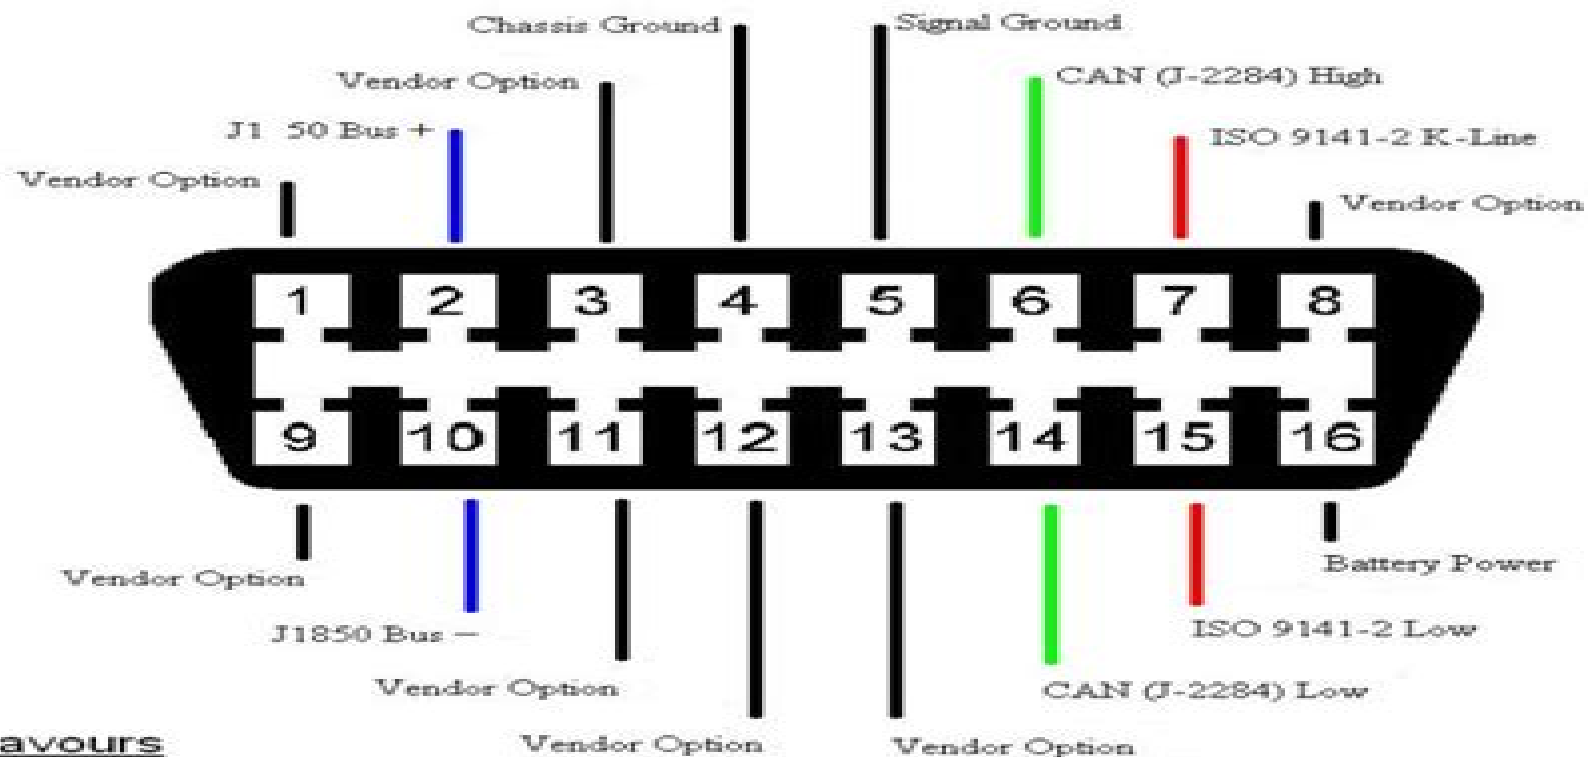 Chassis Ground
Signal Ground
Vendor Option
CAN (J-2284) High
J1 50 Bus +
ISO 9141-2 K-Line
Vendor Option
Vendor Option
1 2 3 4 5 6 7 8
9 10 11 12 13 14 15 16
Vendor Option
Battery Power
J1850 Bus –
ISO 9141-2 Low
Vendor Option
CAN (J-2284) Low
Vendor Option
Vendor Option
avours